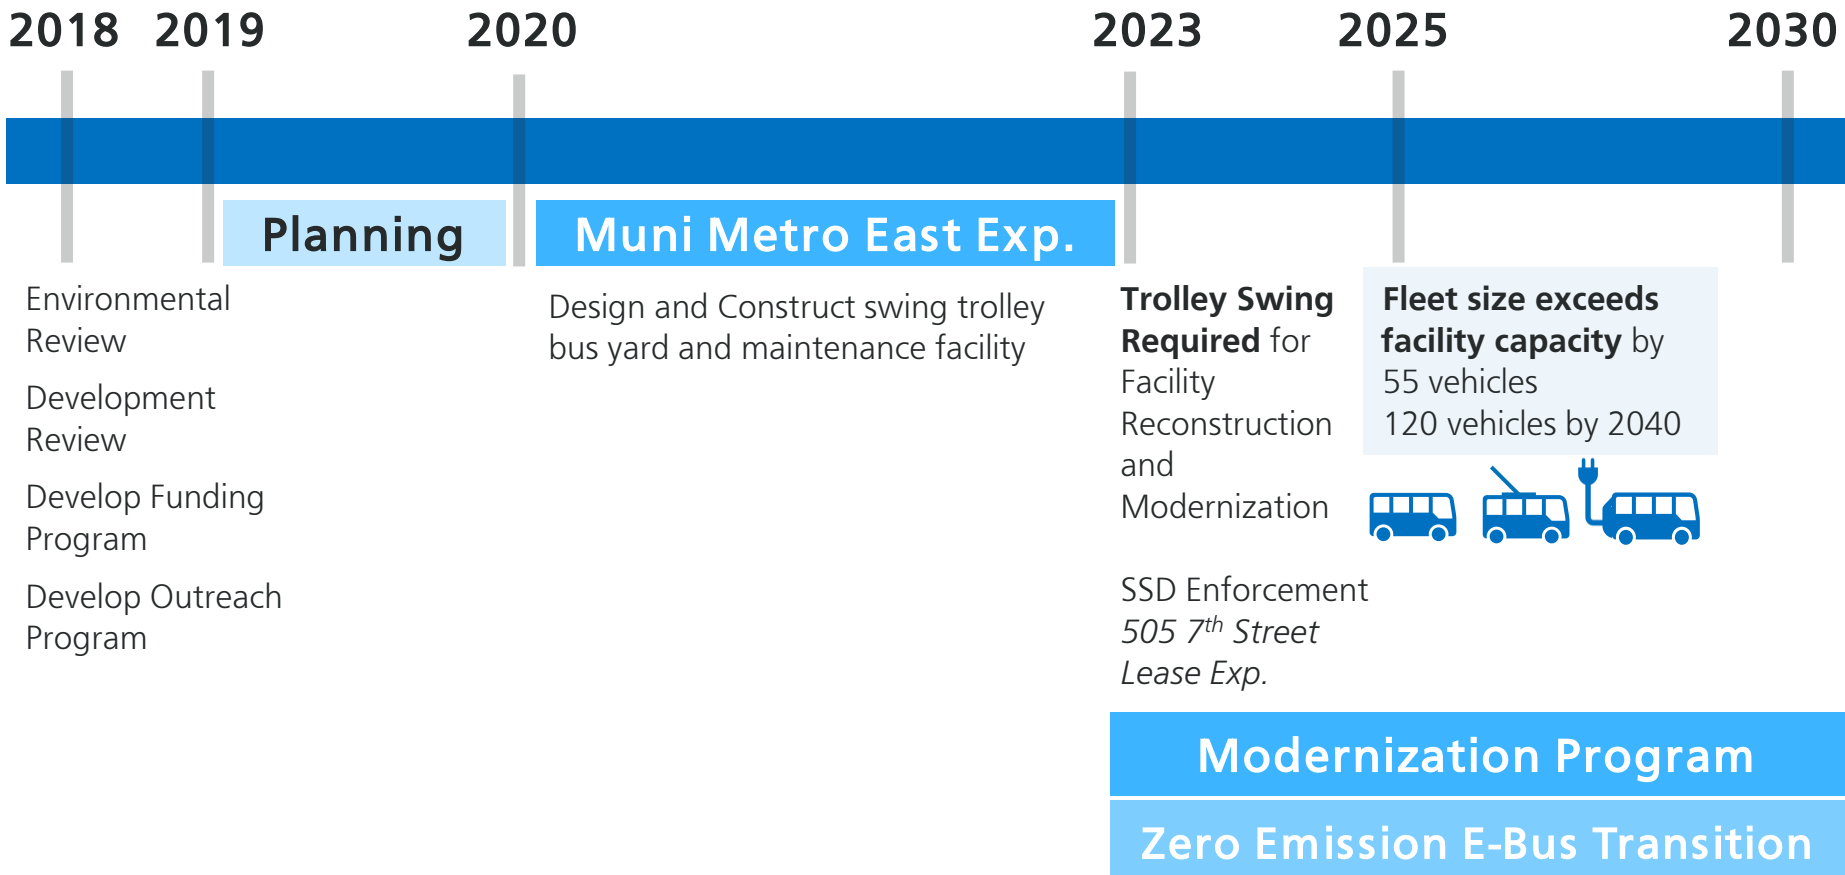 2018 2019 2020 2023 2025 2030
Planning
Muni Metro East Exp.
Environmental
Review
Development
Review
Develop Funding
Program
Develop Outreach
Program
Design and Construct swing trolley
bus yard and maintenance facility
Trolley Swing
Required for
Facility
Reconstruction
and
Modernization
SSD Enforcement
505 7th Street
Lease Exp.
Fleet size exceeds
facility capacity by
55 vehicles
120 vehicles by 2040
Modernization Program
Zero Emission E-Bus Transition